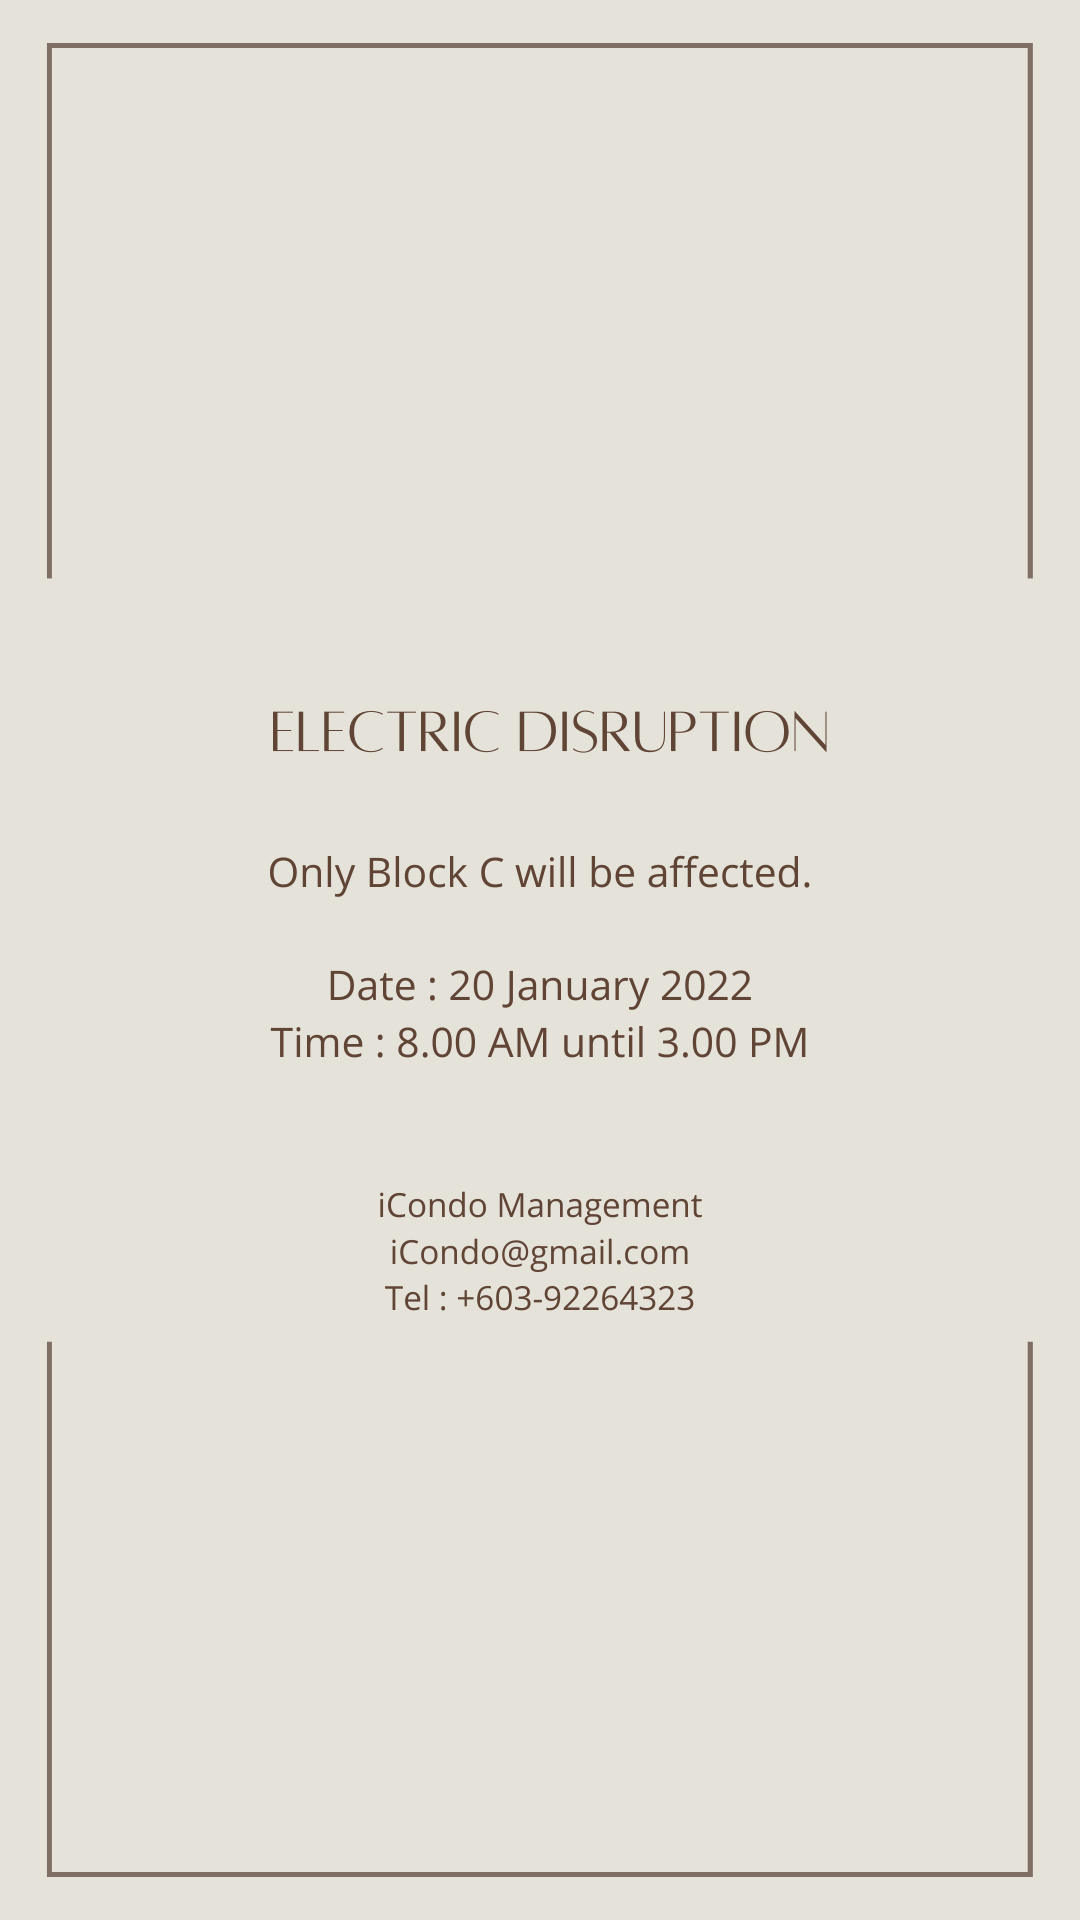 ELECTRIC DISRUPTION
Only Block C will be affected.
Date : 20 January 2022
Time : 8.00 AM until 3.00 PM
iCondo Management
iCondo@gmail.com
Tel : +603-92264323